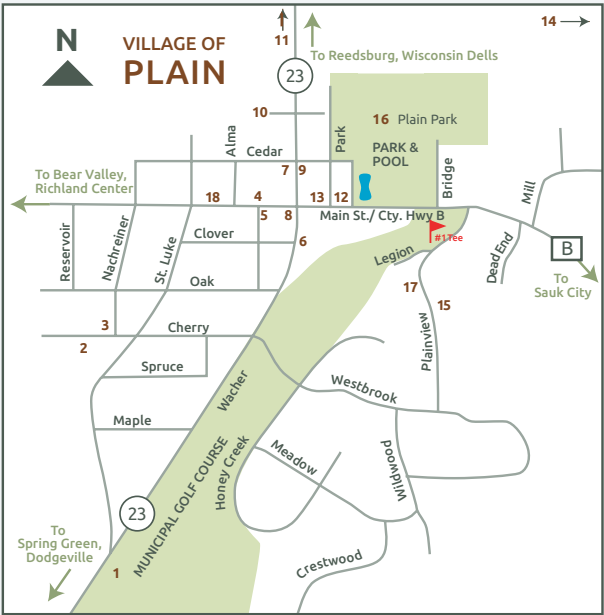 N
VILLAGE OF
PLAIN
11
To Reedsburg, Wisconsin Dells
14
23
10
16 Plain Park
PARK &
POOL
Alma
Cedar
Park
Bridge
7
9
To Bear Valley,
Richland Center
18
4
13
12
Mill
5
8
Main St./ Cty. Hwy B
Reservoir
Nachreiner
St. Luke
Clover
6
#1 Tee
Legion
Dead End
B
To
Sauk City
Oak
17
15
3
2
Cherry
Plainview
Spruce
Wacher
Westbrook
Maple
MUNICIPAL GOLF COURSE
Honey Creek
Meadow
Wildwood
23
To
Spring Green,
Dodgeville
1
Crestwood